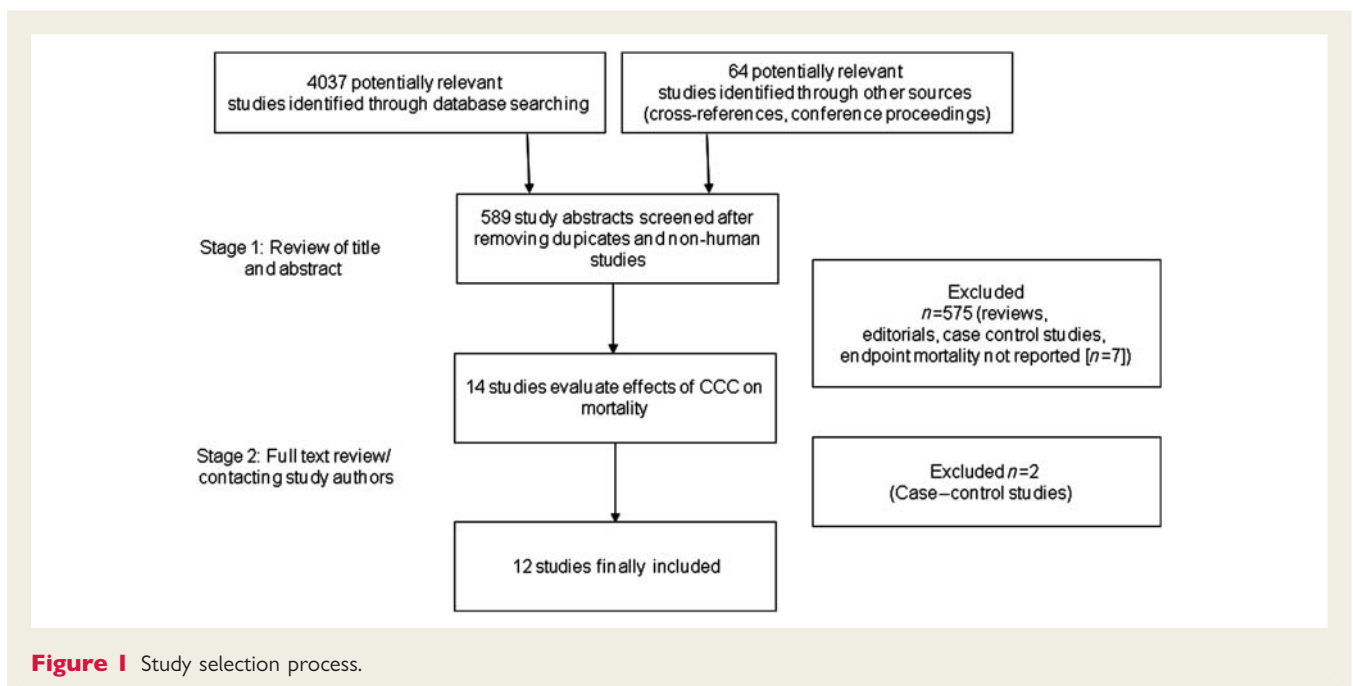 4037 potentially relevant
studies identified through database searching
64 potentially relevant
studies identified through other sources
(cross-references, conference proceedings)
589 study abstracts screened after
removing dupicates and non-human
studies
Stage 1: Review of title
and abstract
Excluded
n=575 (reviews,
editorials, case control studies,
endpoint mortality not reported [n=7])
14 studies evaluate effects of CCC on
mortality
Stage 2: Full text review/
contacting study authors
Excluded n=2
(Case–control studies)
12 studies finally included
Figure 1 Study selection process.